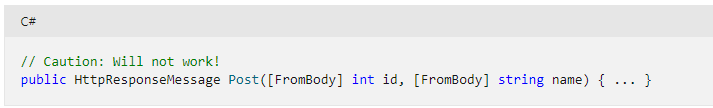 C#
// Caution: Will not work!
public HttpResponseMessage Post([FromBody] int id, [FromBody] string name) { ... }